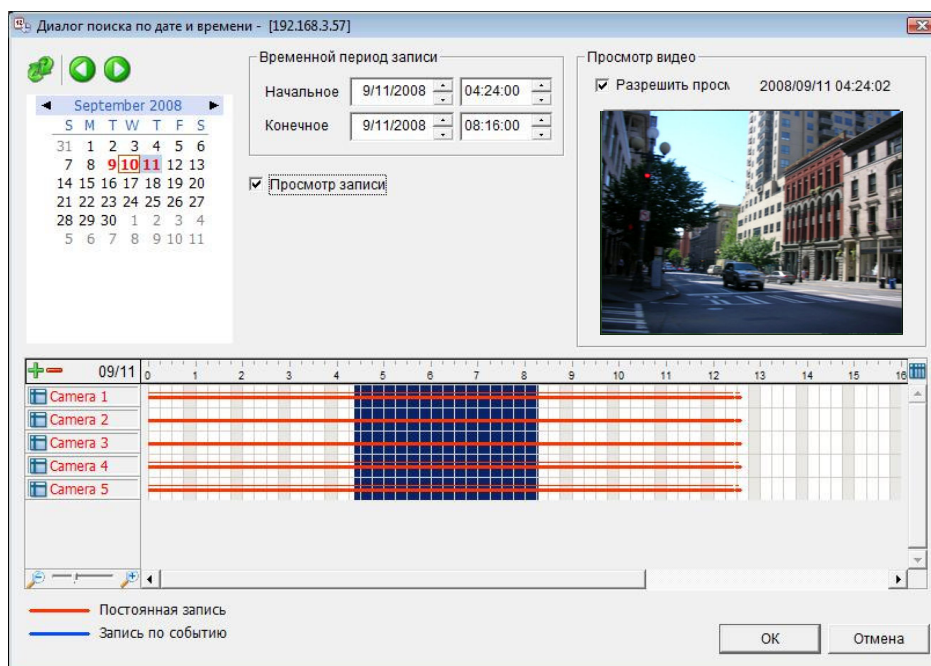 Диалог поиска по дате и времени - [192.168.3.57]
Временной период записи
Начальное 9/11/2008 04:24:00
Конечное 9/11/2008 08:16:00
Просмотр записи
Просмотр видео
Разрешить просм 2008/09/11 04:24:02
September 2008
S M T W T F S
31 1 2 3 4 5 6
7 8 9 10 11 12 13
14 15 16 17 18 19 20
21 22 23 24 25 26 27
28 29 30 1 2 3 4
5 6 7 8 9 10 11
09/11 0 1 2 3 4 5 6 7 8 9 10 11 12 13 14 15 16
Camera 1
Camera 2
Camera 3
Camera 4
Camera 5
Постоянная запись
Запись по событию
OK Отмена